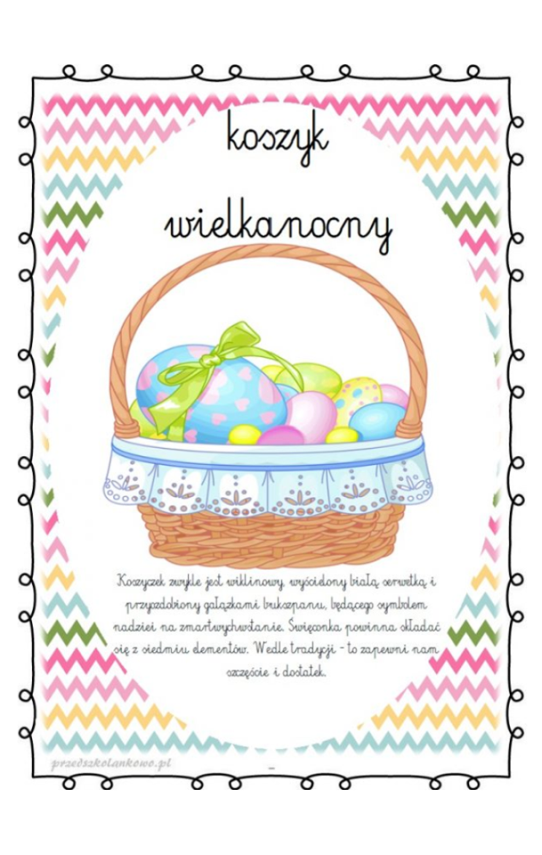 koszyk
wielkanocny
Koszyczek zwykle jest wiklinowy, wyścielony białą serwetką i
przyozdobiony gałązkami bukszpanu, będącego symbolem
nadziei na zmartwychwstanie. Święconka powinna składać
się z siedmiu elementów. Wedle tradycji - to zapewni nam
szczęście i dostatek.
przedszkolankowo.pl